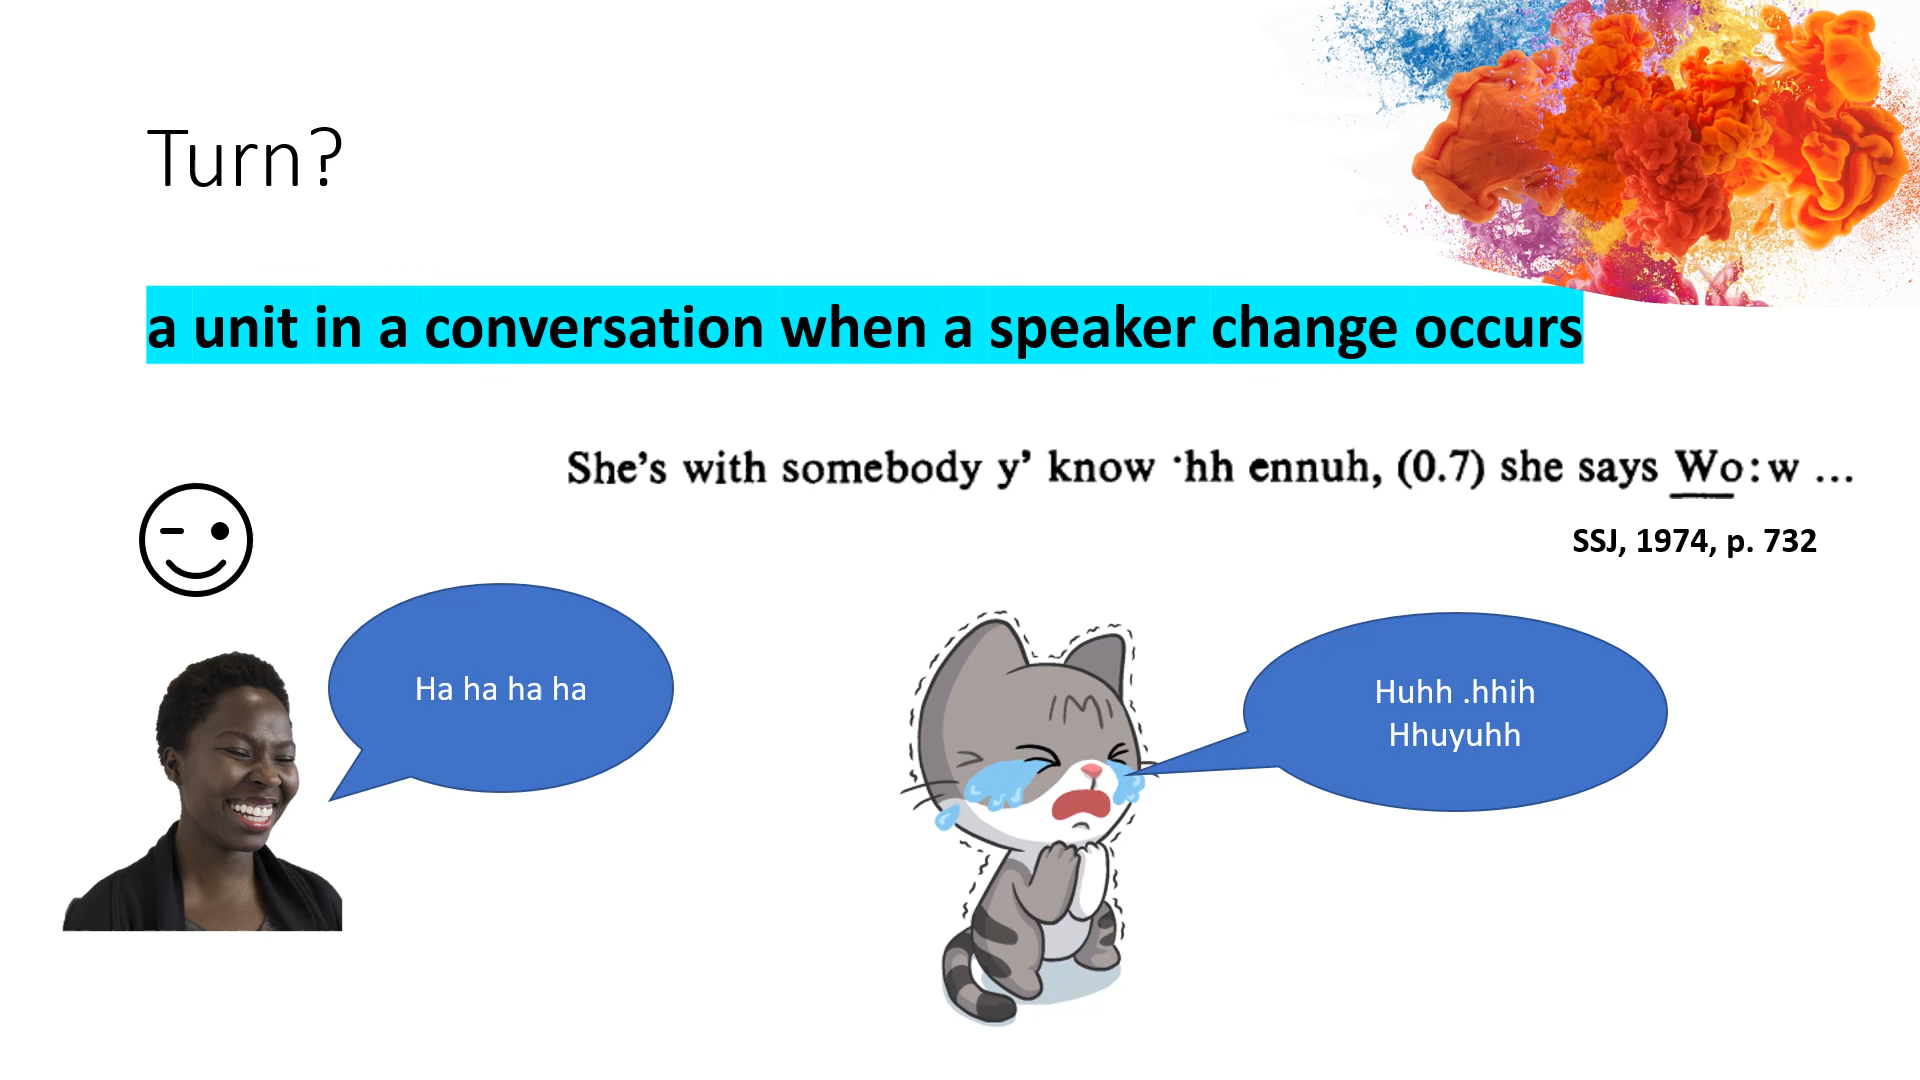 Turn?
a unit in a conversation when a speaker change occurs
She's with somebody y' know ·hh ennuh, (0.7) she says Wo:w ...
SSJ, 1974, p. 732
Ha ha ha ha
Huhh .hhih
Hhuyuhh